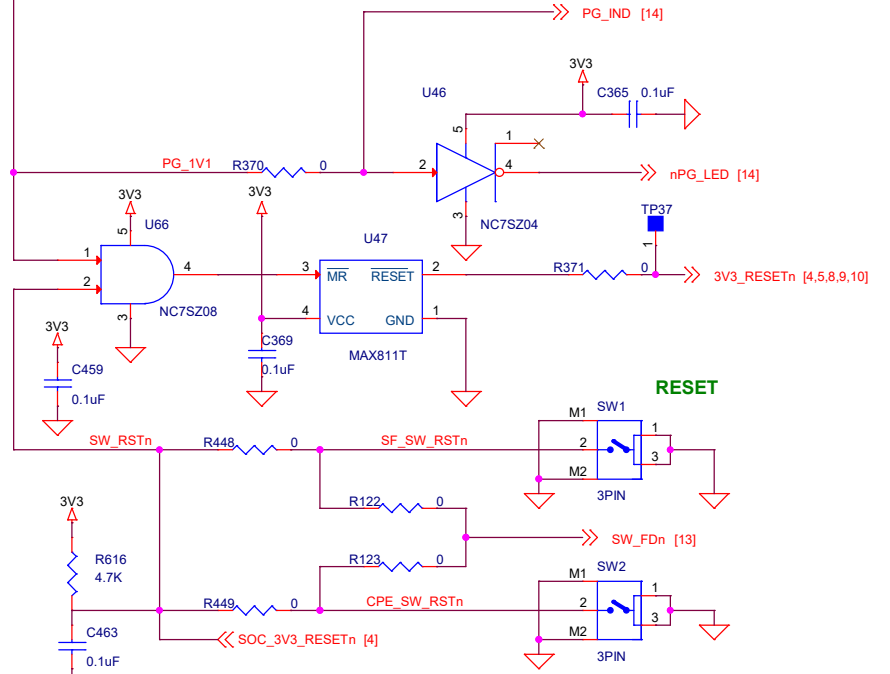 PG_IND [14]
3V3
U46
C365 0.1uF
5
1
PG_1V1
R370 0
2
4
nPG_LED [14]
3V3
3V3
TP37
U66
3
5
U47
NC7SZ04
1
1
4
3
MR
RESET
2
R371
0
3V3_RESETn [4,5,8,9,10]
2
NC7SZ08
3
4
VCC
GND
1
3V3
C369
MAX811T
C459
0.1uF
0.1uF
RESET
M1
SW1
1
SW_RSTn
R448 0
SF_SW_RSTn
2
3
M2
3PIN
3V3
R122 0
SW_FDn [13]
R616
R123 0
SW2
4.7K
M1
1
R449 0
CPE_SW_RSTn
2
3
C463
SOC_3V3_RESETn [4]
M2
0.1uF
3PIN